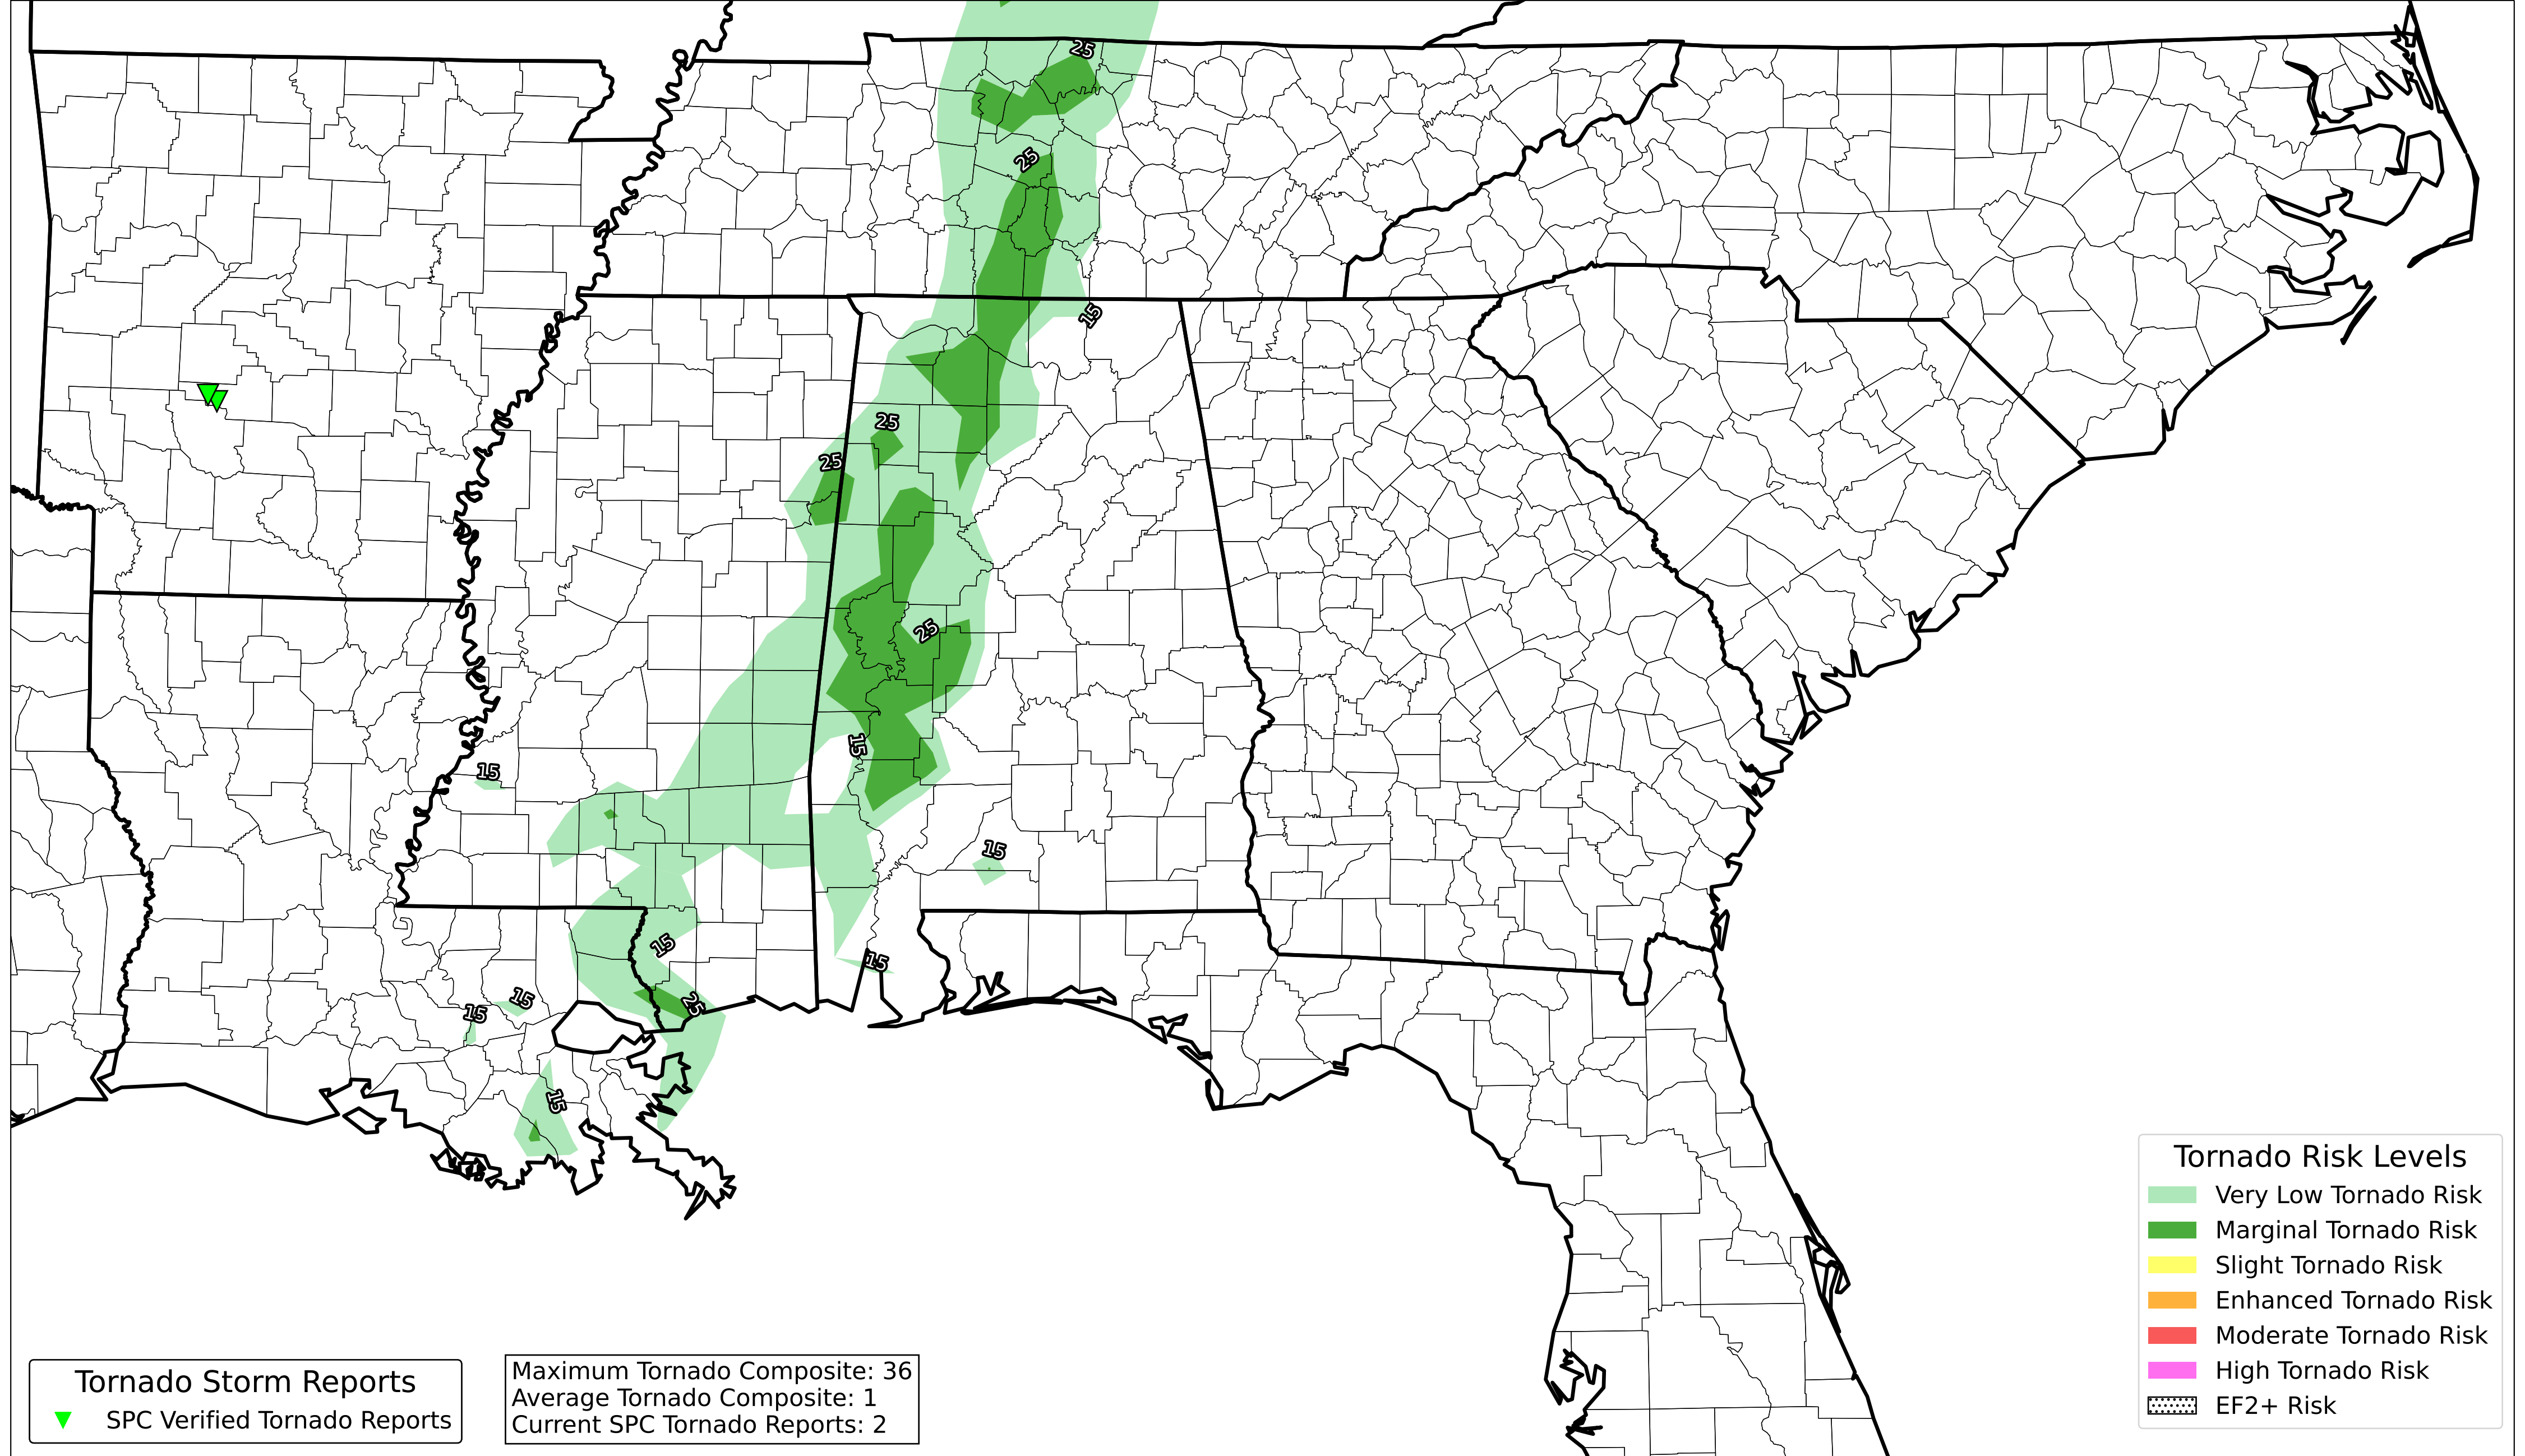 25
25
15
25
25
25
15
15
15
15
15
15
15
25
15
Tornado Storm Reports
SPC Verified Tornado Reports
Maximum Tornado Composite: 36
Average Tornado Composite: 1
Current SPC Tornado Reports: 2
Tornado Risk Levels
Very Low Tornado Risk
Marginal Tornado Risk
Slight Tornado Risk
Enhanced Tornado Risk
Moderate Tornado Risk
High Tornado Risk
EF2+ Risk